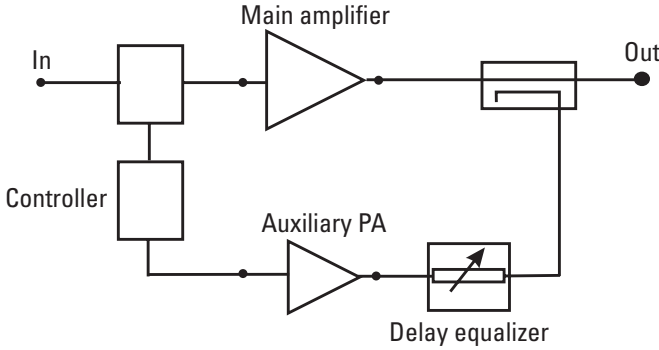 Main amplifier
In
Out
Controller
Auxiliary PA
Delay equalizer